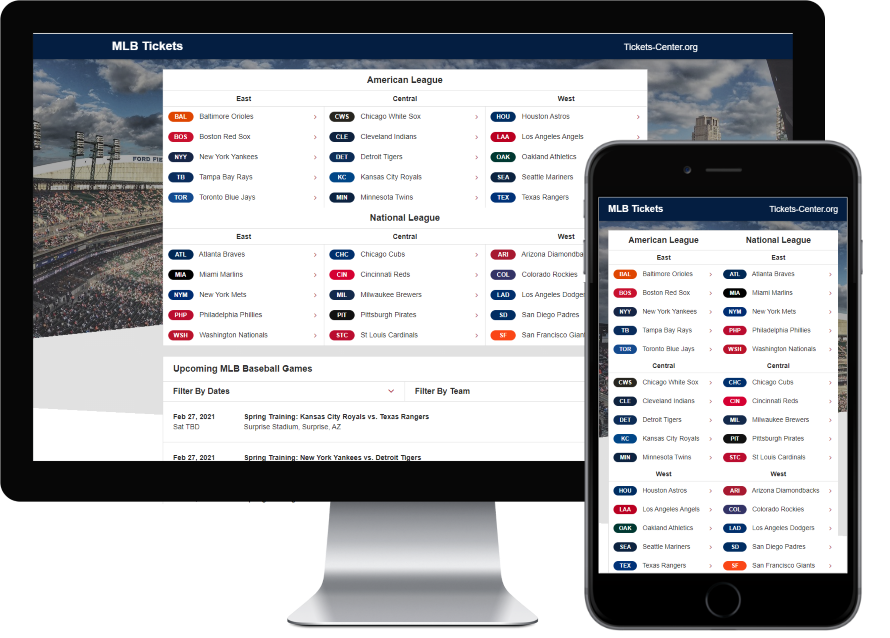 MLB Tickets Tickets-Center.org
American League
East Central West
BAL Baltimore Orioles CWS Chicago White Sox HOU Houston Astros
BOS Boston Red Sox CLE Cleveland Indians LAA Los Angeles Angels
NYY New York Yankees DET Detroit Tigers OAK Oakland Athletics
TB Tampa Bay Rays KC Kansas City Royals SEA Seattle Mariners
TOR Toronto Blue Jays MIN Minnesota Twins TEX Texas Rangers
National League
East Central West
ATL Atlanta Braves CHC Chicago Cubs ARI Arizona Diamondba
MIA Miami Marlins CIN Cincinnati Reds COL Colorado Rockies
NYM New York Mets MIL Milwaukee Brewers LAD Los Angeles Dodge
PHP Philadelphia Phillies PIT Pittsburgh Pirates SD San Diego Padres
WSH Washington Nationals STC St Louis Cardinals SF San Francisco Gian
Upcoming MLB Baseball Games
Filter By Dates Filter By Team
Feb 27, 2021 Spring Training: Kansas City Royals vs. Texas Rangers
Sat TBD Surprise Stadium, Surprise, AZ
Feb 27, 2021 Spring Training: New York Yankees vs. Detroit Tigers
FORD FIE
MLB Tickets Tickets-Center.org
American League National League
East East
BAL Baltimore Orioles ATL Atlanta Braves
BOS Boston Red Sox MIA Miami Marlins
NYY New York Yankees NYM New York Mets
TB Tampa Bay Rays PHP Philadelphia Phillies
TOR Toronto Blue Jays WSH Washington Nationals
Central Central
CWS Chicago White Sox CHC Chicago Cubs
CLE Cleveland Indians CIN Cincinnati Reds
DET Detroit Tigers MIL Milwaukee Brewers
KC Kansas City Royals PIT Pittsburgh Pirates
MIN Minnesota Twins STC St Louis Cardinals
West West
HOU Houston Astros ARI Arizona Diamondbacks
LAA Los Angeles Angels COL Colorado Rockies
OAK Oakland Athletics LAD Los Angeles Dodgers
SEA Seattle Mariners SD San Diego Padres
TEX Texas Rangers SF San Francisco Giants